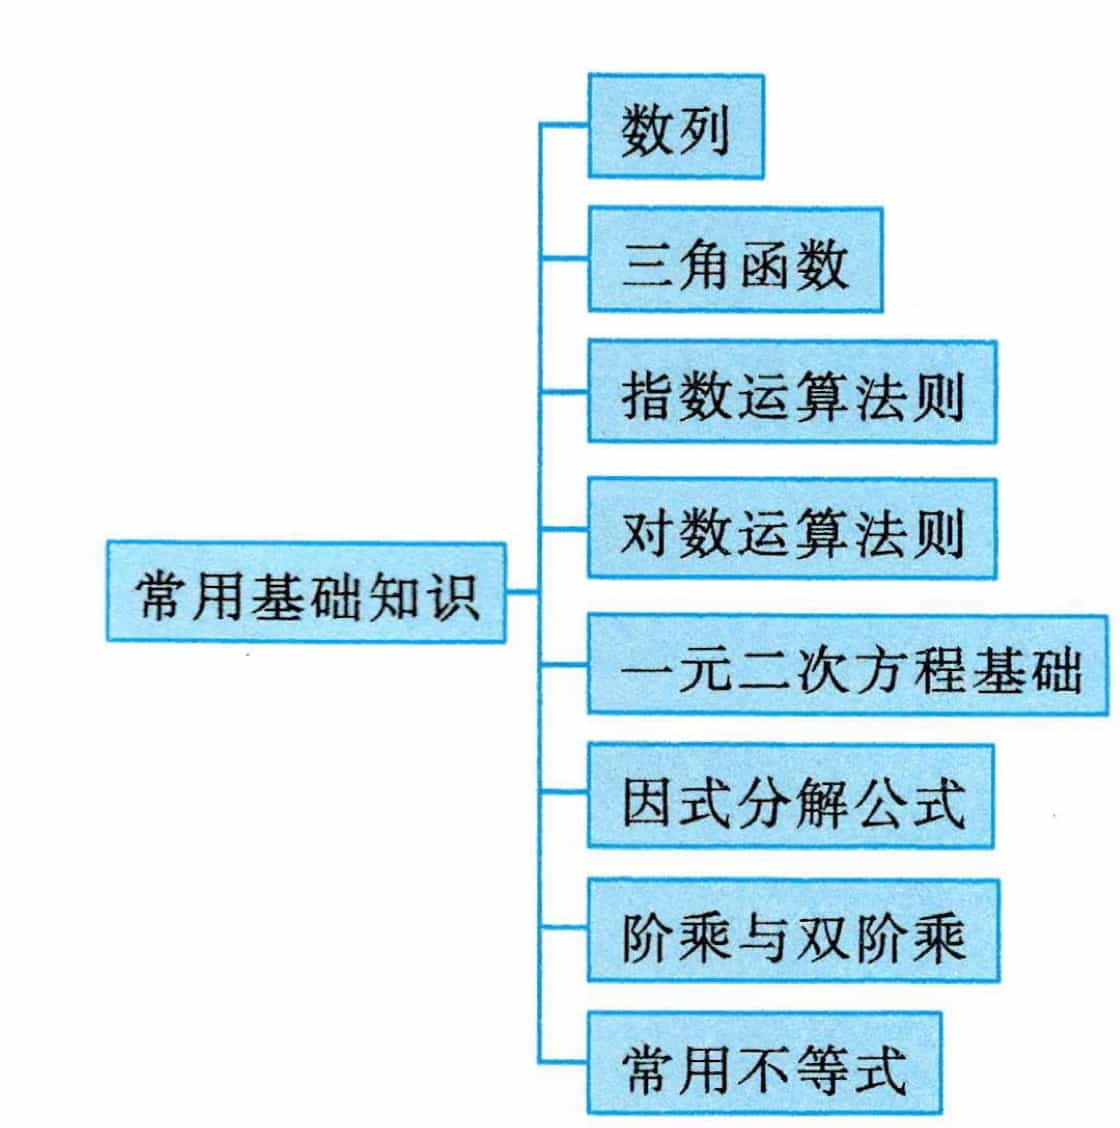 数列
三角函数
指数运算法则
对数运算法则
常用基础知识
一元二次方程基础
因式分解公式
阶乘与双阶乘
常用不等式